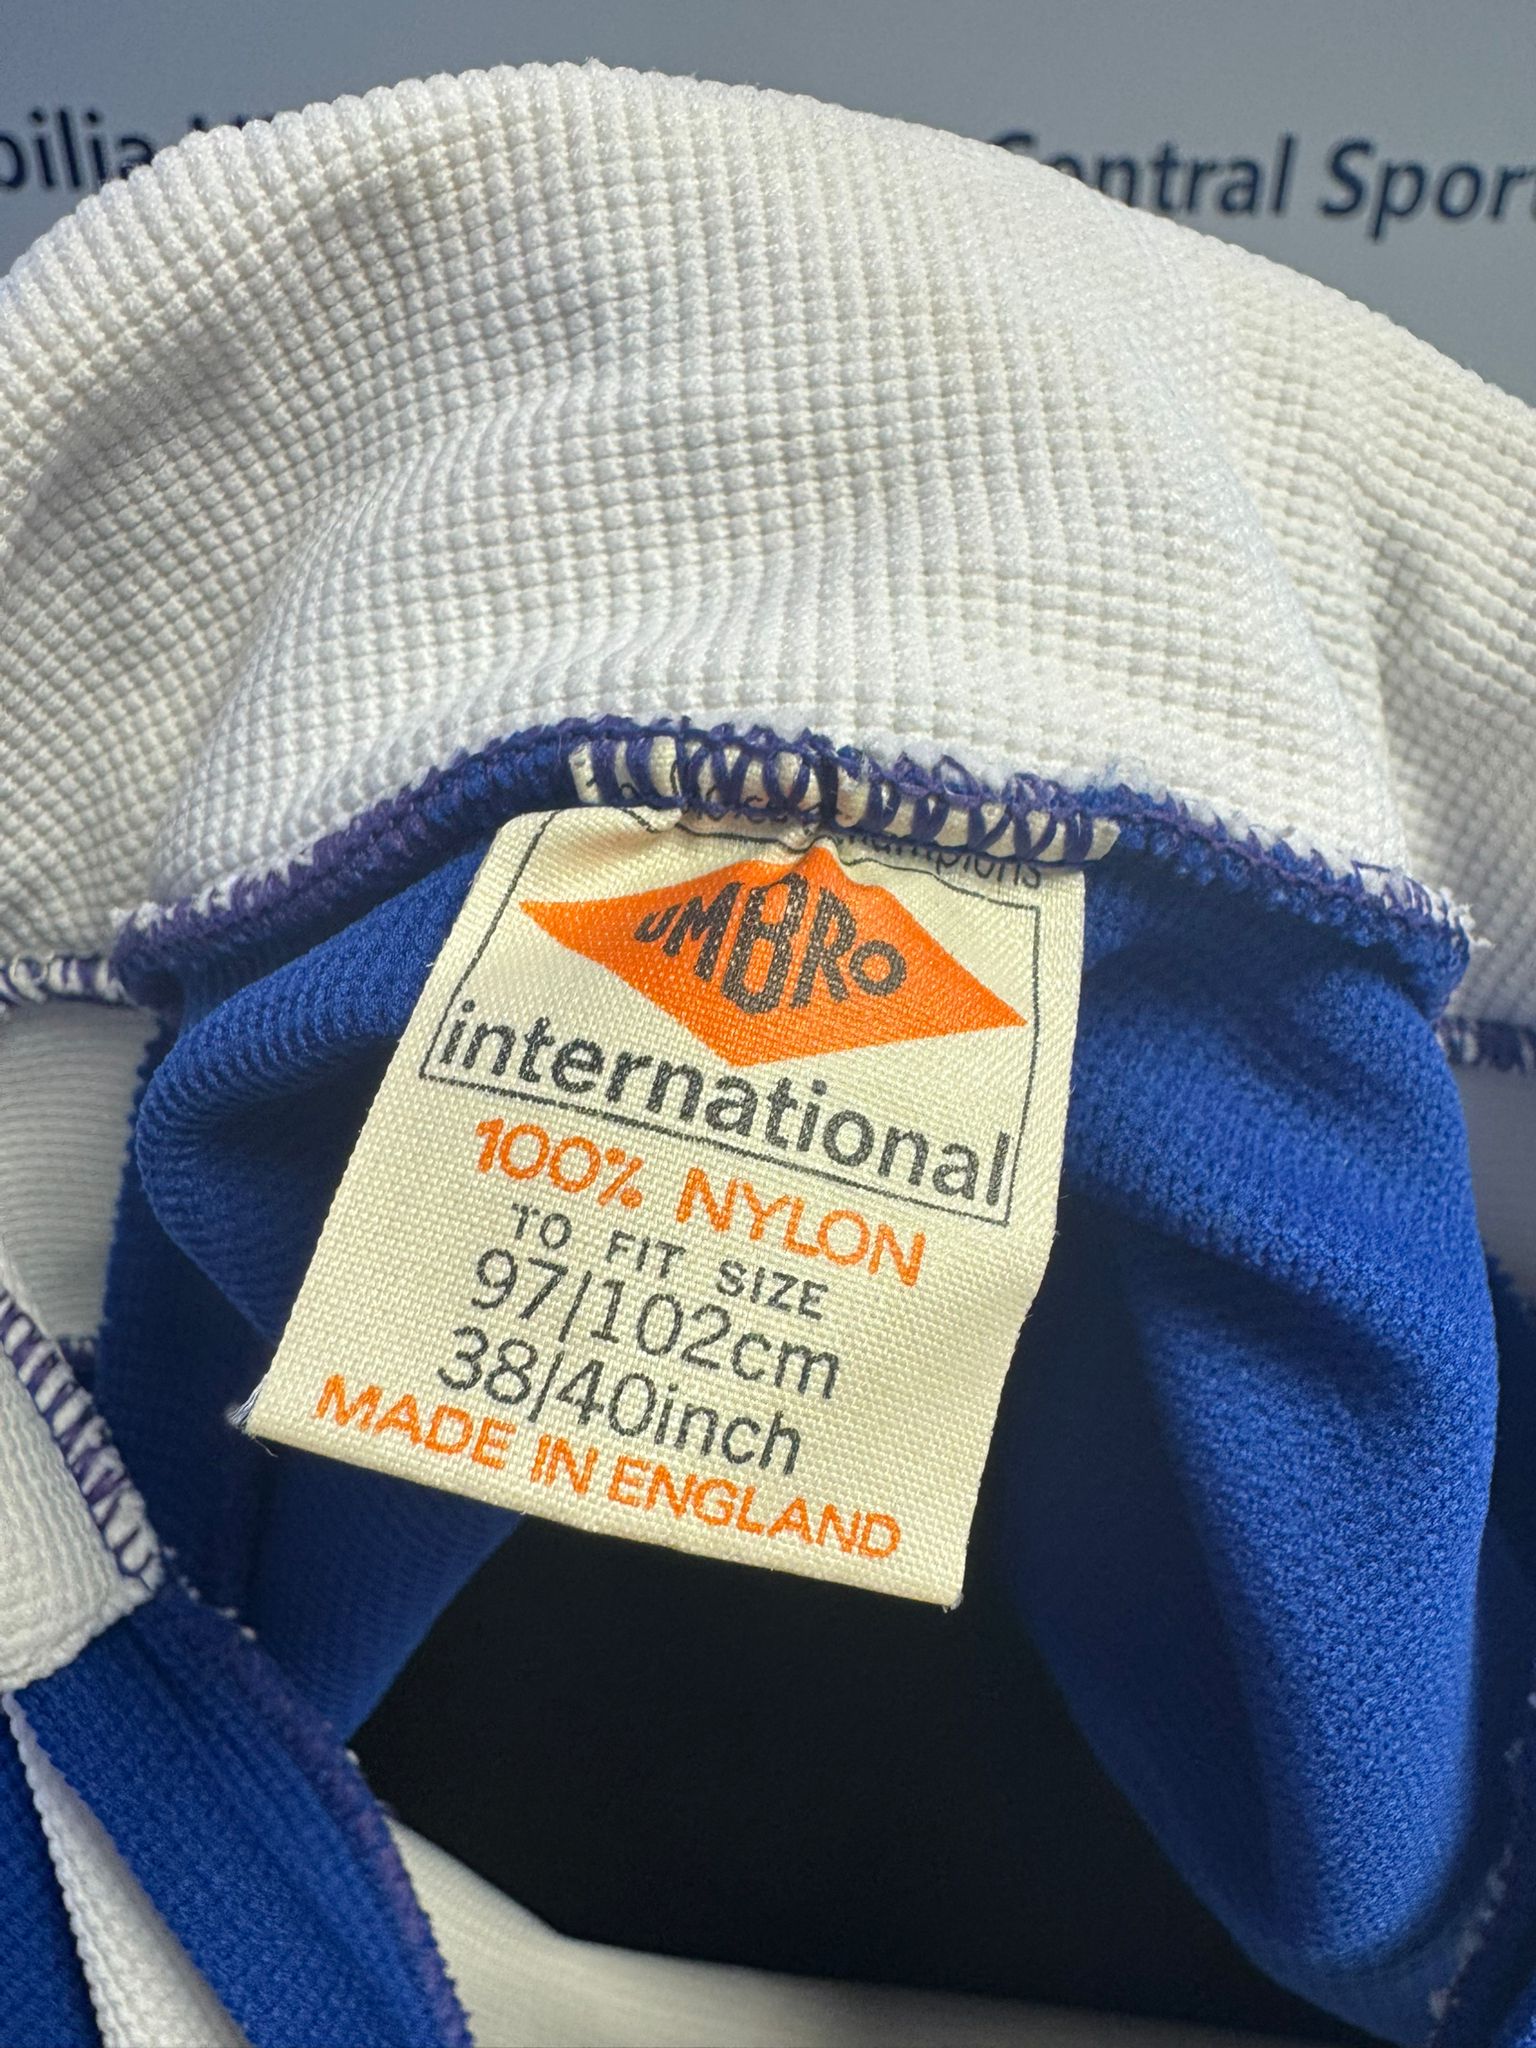 Central Sport
UMBRO
international
100% NYLON
TO FIT SIZE
97/102cm
38/40inch
MADE IN ENGLAND